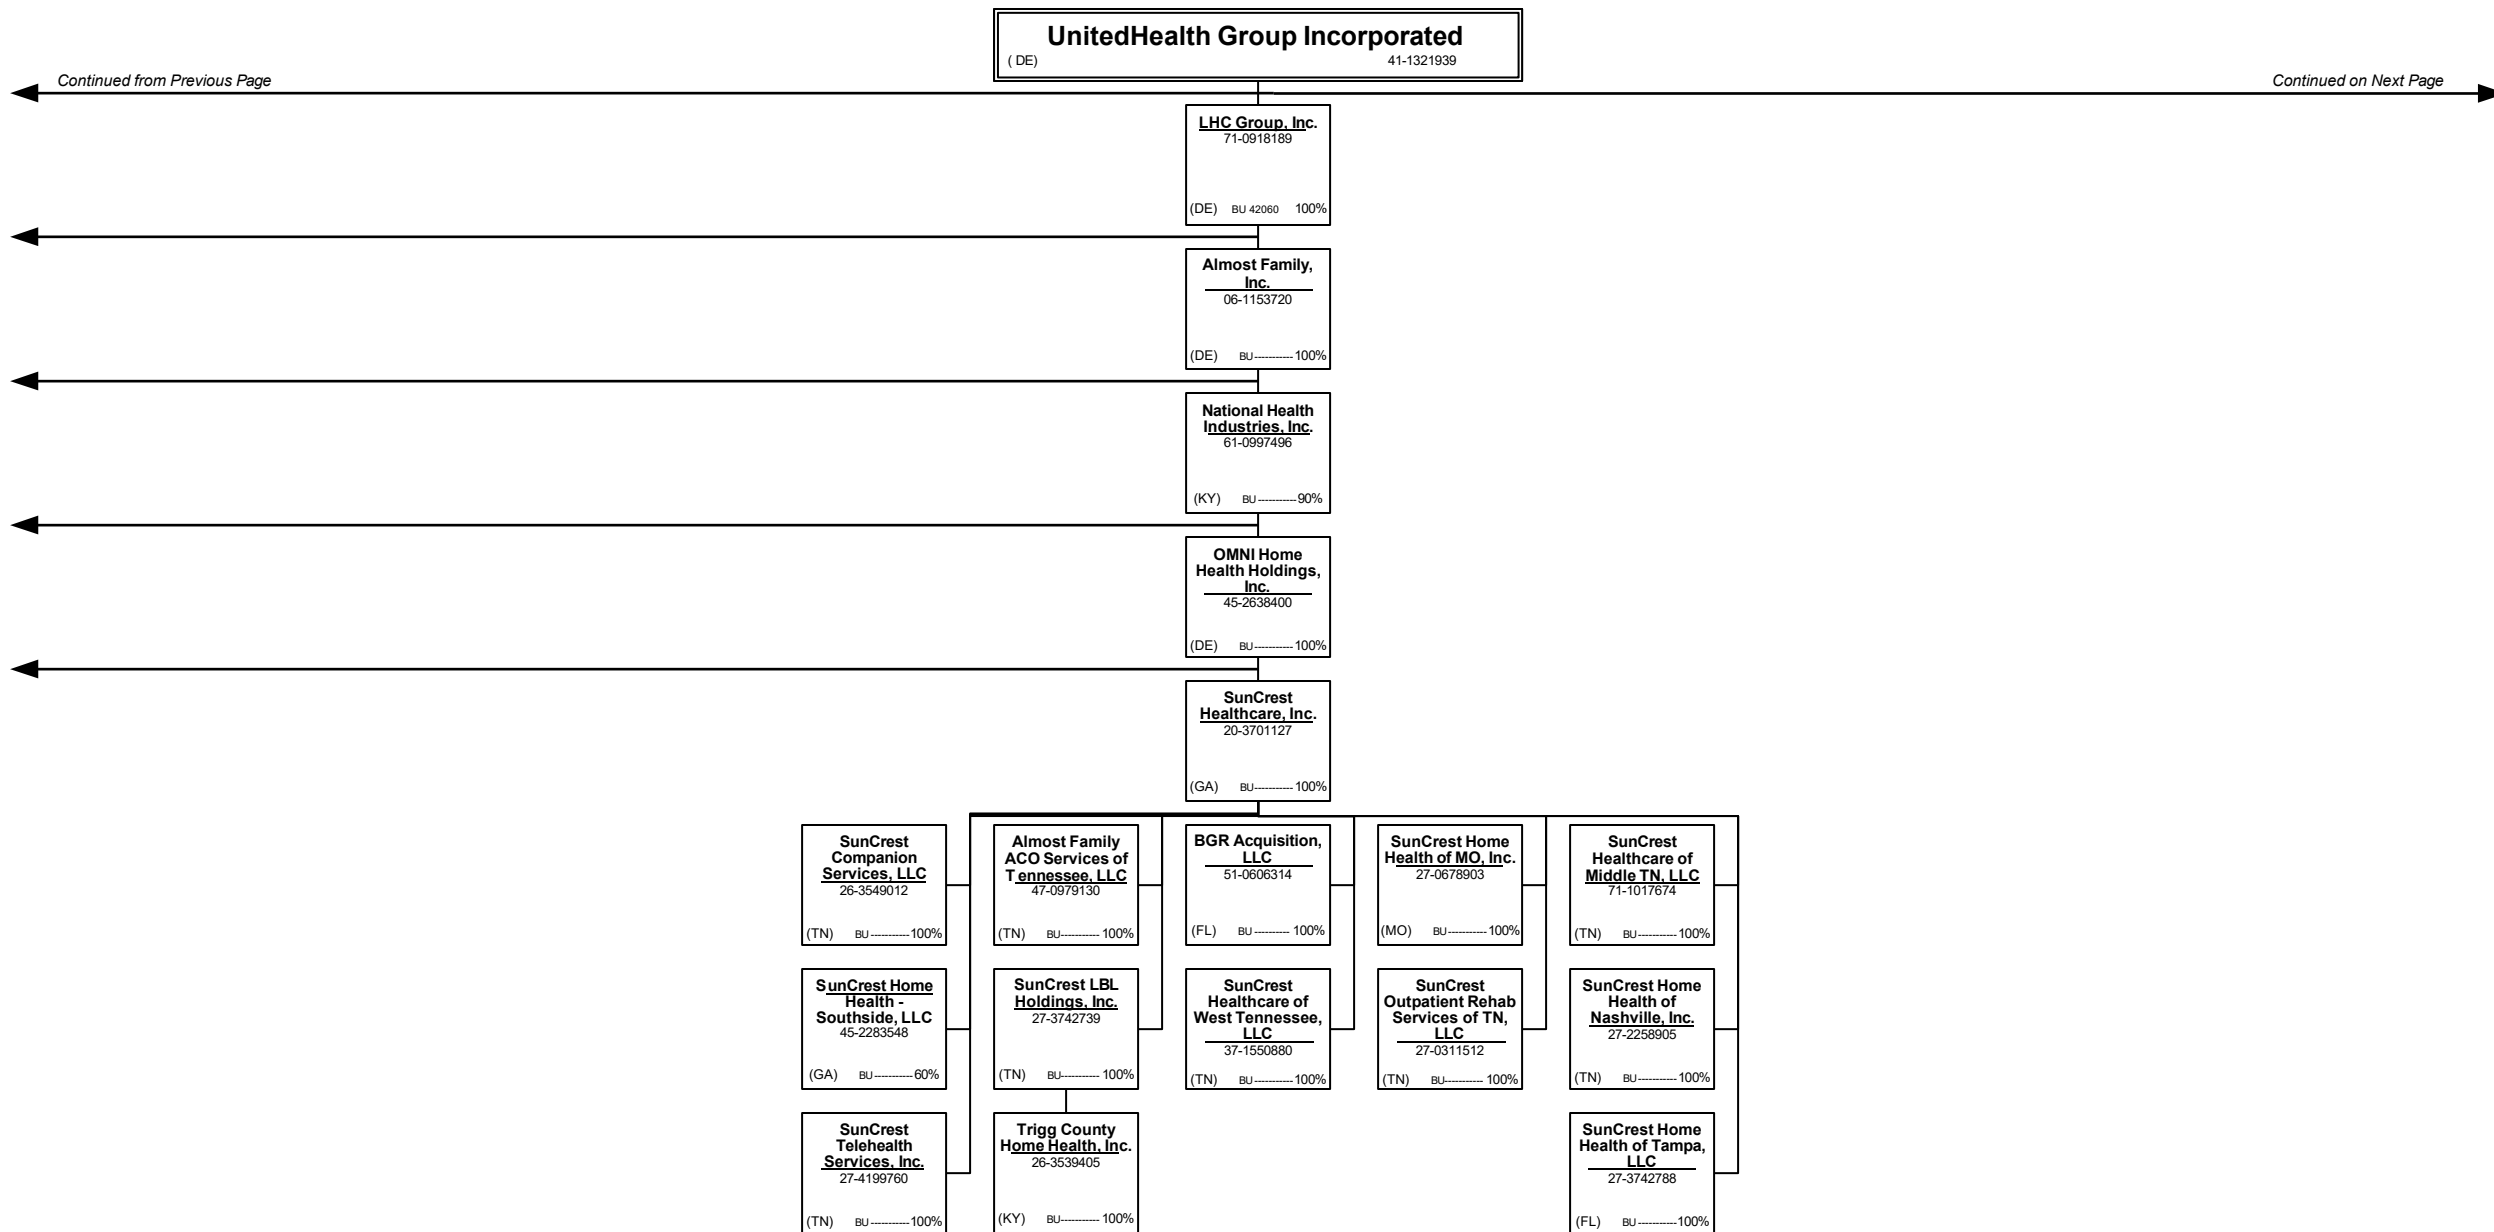 UnitedHealth Group Incorporated
( DE) 41-1321939
Continued from Previous Page
Continued on Next Page
LHC Group, Inc.
71-0918189
(DE) BU 42060 100%
Almost Family,
Inc.
06-1153720
(DE) BU----------- 100%
National Health
Industries, Inc.
61-0997496
(KY) BU ----------- 90%
OMNI Home
Health Holdings,
Inc.
45-2638400
(DE) BU----------- 100%
SunCrest
Healthcare, Inc.
20-3701127
(GA) BU----------- 100%
SunCrest
Companion
Services, LLC
26-3549012
(TN) BU ----------- 100%
Almost Family
ACO Services of
Tennessee, LLC
47-0979130
(TN) BU----------- 100%
BGR Acquisition,
LLC
51-0606314
(FL) BU ---------- 100%
SunCrest Home
Health of MO, Inc.
27-0678903
(MO) BU ----------- 100%
SunCrest
Healthcare of
Middle TN, LLC
71-1017674
(TN) BU ----------- 100%
SunCrest Home
Health -
Southside, LLC
45-2283548
(GA) BU ----------- 60%
SunCrest LBL
Holdings, Inc.
27-3742739
(TN) BU----------- 100%
SunCrest
Healthcare of
West Tennessee,
LLC
37-1550880
(TN) BU ----------- 100%
SunCrest
Outpatient Rehab
Services of TN,
LLC
27-0311512
(TN) BU----------- 100%
SunCrest Home
Health of
Nashville, Inc.
27-2258905
(TN) BU ----------- 100%
SunCrest
Telehealth
Services, Inc.
27-4199760
(TN) BU ----------- 100%
Trigg County
Home Health, Inc.
26-3539405
(KY) BU----------- 100%
SunCrest Home
Health of Tampa,
LLC
27-3742788
(FL) BU ----------- 100%